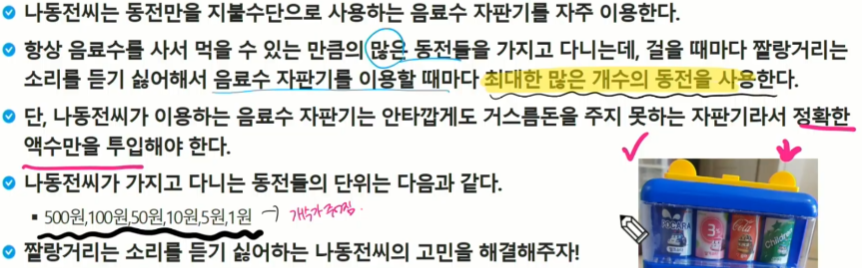 나동전씨는 동전만을 지불수단으로 사용하는 음료수 자판기를 자주 이용한다.
항상 음료수를 사서 먹을 수 있는 만큼의 많은 동전들을 가지고 다니는데, 걸을 때마다 짤랑거리는
소리를 듣기 싫어해서 음료수 자판기를 이용할 때마다 최대한 많은 개수의 동전을 사용한다.
단, 나동전씨가 이용하는 음료수 자판기는 안타깝게도 거스름돈을 주지 못하는 자판기라서 정확한
액수만을 투입해야 한다.
나동전씨가 가지고 다니는 동전들의 단위는 다음과 같다.
500원,100원,50원,10원,5원,1원 → 개수가 주어짐.
짤랑거리는 소리를 듣기 싫어하는 나동전씨의 고민을 해결해주자!